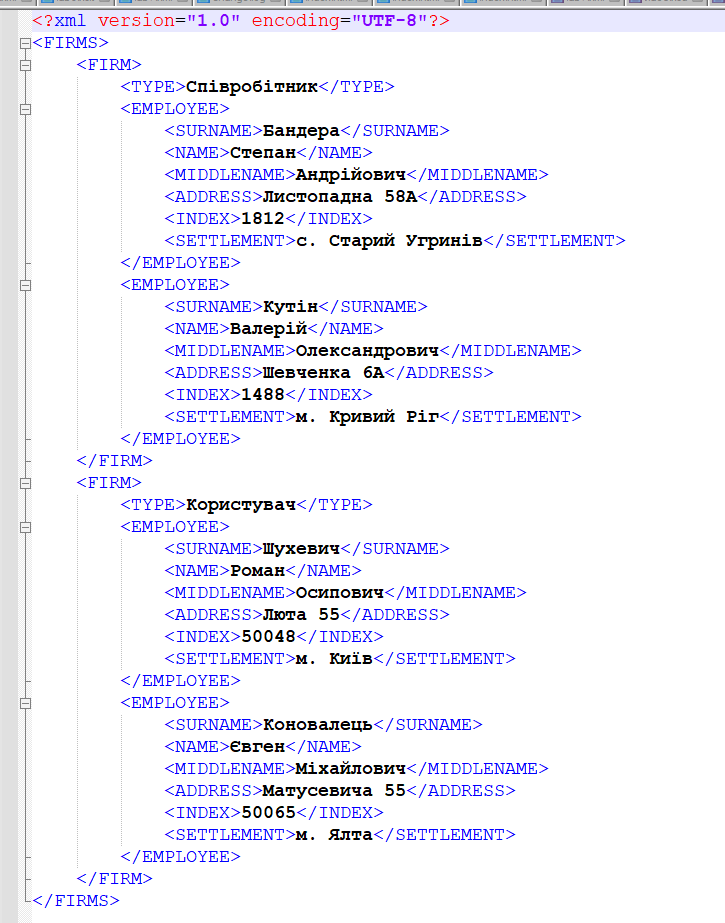 <?xml version="1.0" encoding="UTF-8"?>
<FIRMS>
<FIRM>
<TYPE>Співробітник</TYPE>
<EMPLOYEE>
<SURNAME>Бандера</SURNAME>
<NAME>Степан</NAME>
<MIDDLENAME>Андрійович</MIDDLENAME>
<ADDRESS>Листопадна 58А</ADDRESS>
<INDEX>1812</INDEX>
<SETTLEMENT>с. Старий Угринів</SETTLEMENT>
</EMPLOYEE>
<EMPLOYEE>
<SURNAME>Кутін</SURNAME>
<NAME>Валерій</NAME>
<MIDDLENAME>Олександрович</MIDDLENAME>
<ADDRESS>Шевченка 6А</ADDRESS>
<INDEX>1488</INDEX>
<SETTLEMENT>м. Кривий Ріг</SETTLEMENT>
</EMPLOYEE>
</FIRM>
<FIRM>
<TYPE>Користувач</TYPE>
<EMPLOYEE>
<SURNAME>Шухевич</SURNAME>
<NAME>Роман</NAME>
<MIDDLENAME>Осипович</MIDDLENAME>
<ADDRESS>Люта 55</ADDRESS>
<INDEX>50048</INDEX>
<SETTLEMENT>м. Київ</SETTLEMENT>
</EMPLOYEE>
<EMPLOYEE>
<SURNAME>Коновалець</SURNAME>
<NAME>Євген</NAME>
<MIDDLENAME>Міхайлович</MIDDLENAME>
<ADDRESS>Матусевича 55</ADDRESS>
<INDEX>50065</INDEX>
<SETTLEMENT>м. Ялта</SETTLEMENT>
</EMPLOYEE>
</FIRM>
</FIRMS>